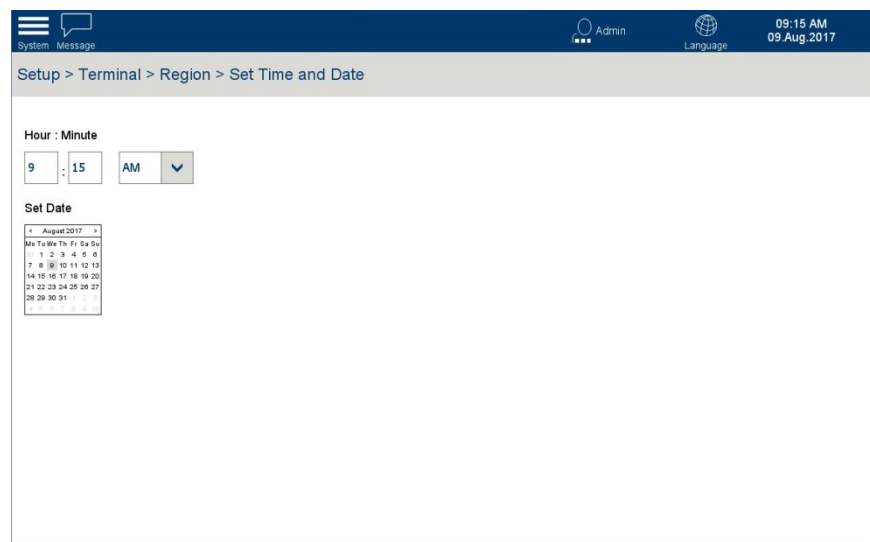 System Message Admin Language 09:15 AM
09.Aug.2017
Setup > Terminal > Region > Set Time and Date
Hour : Minute
9 : 15 AM
Set Date
< August 2017 >
Mo Tu We Th Fr Sa Su
31 1 2 3 4 5 6
7 8 9 10 11 12 13
14 15 16 17 18 19 20
21 22 23 24 25 26 27
28 29 30 31 1 2 3
4 5 6 7 8 9 10